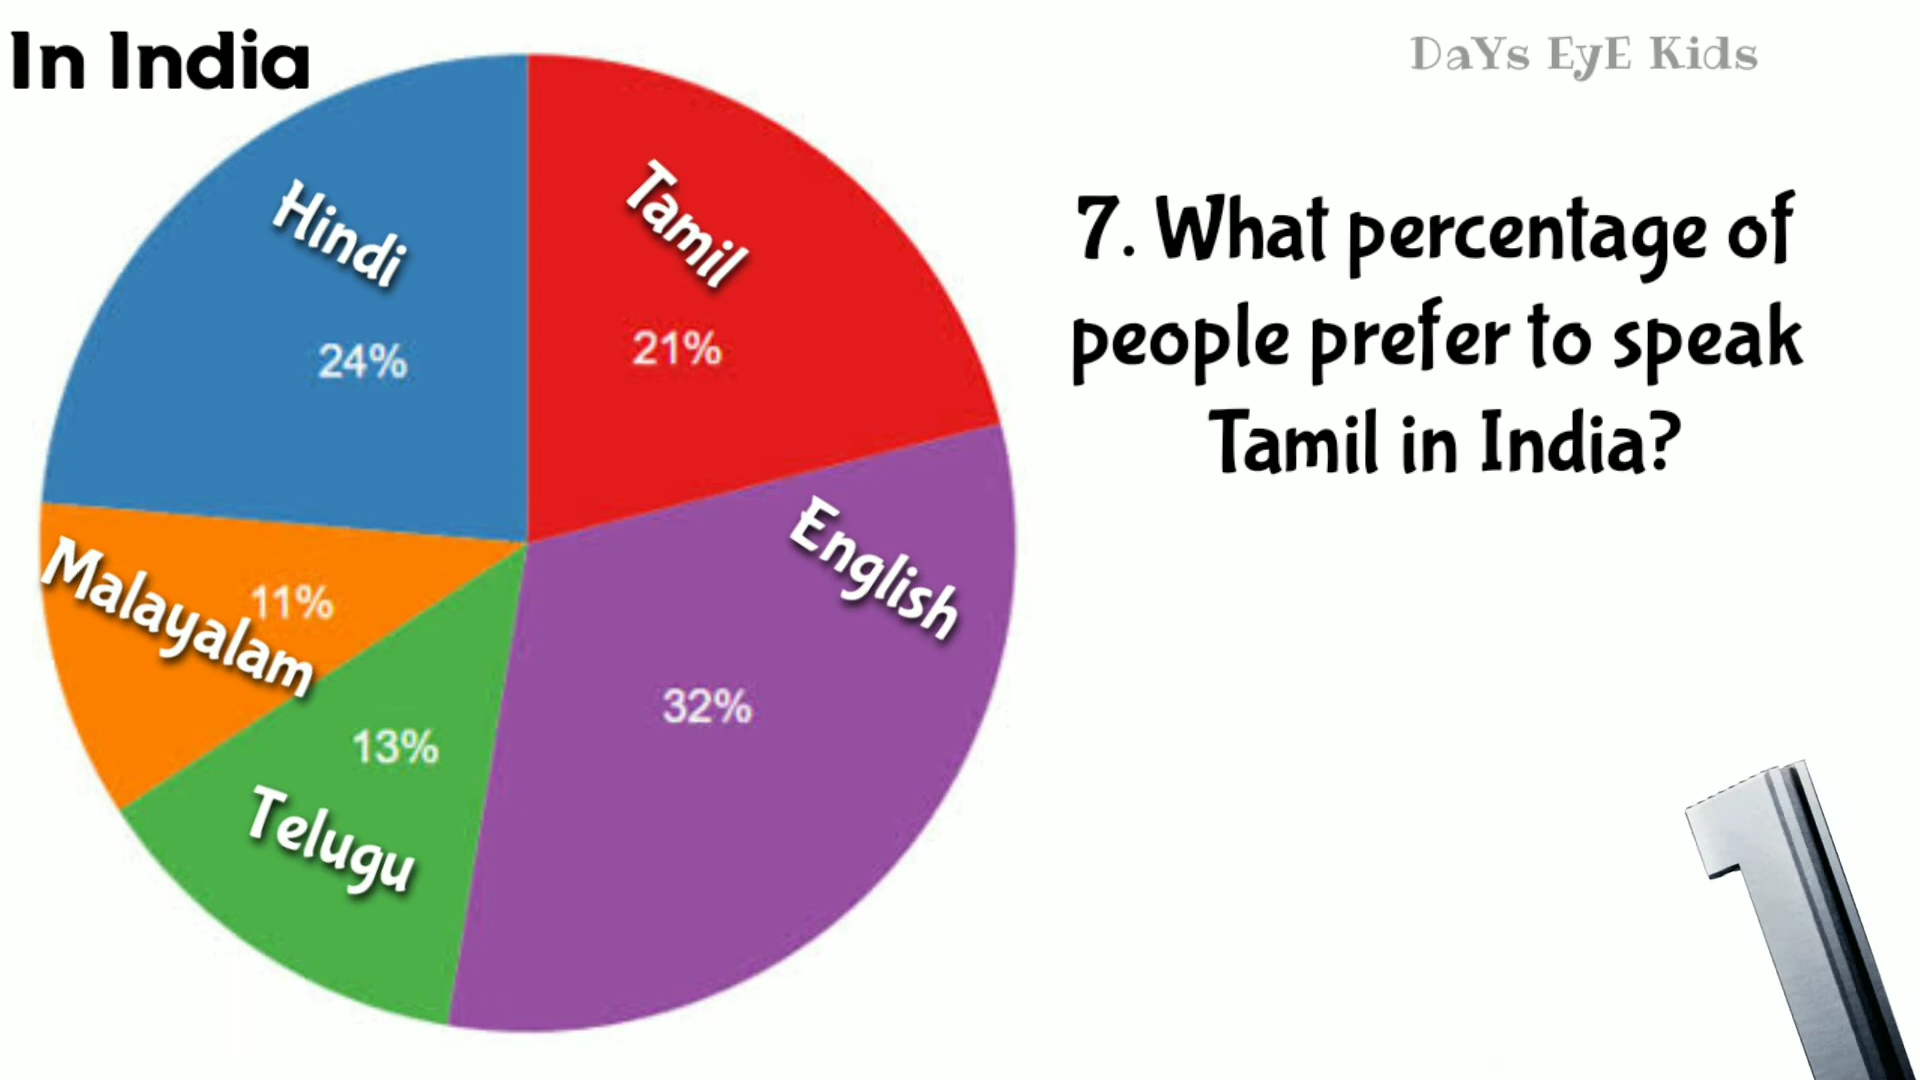 In India
DaYs EyE Kids
Hindi
24%
Tamil
21%
7. What percentage of
people prefer to speak
Tamil in India?
English
32%
Malayalam
11%
13%
Telugu
1